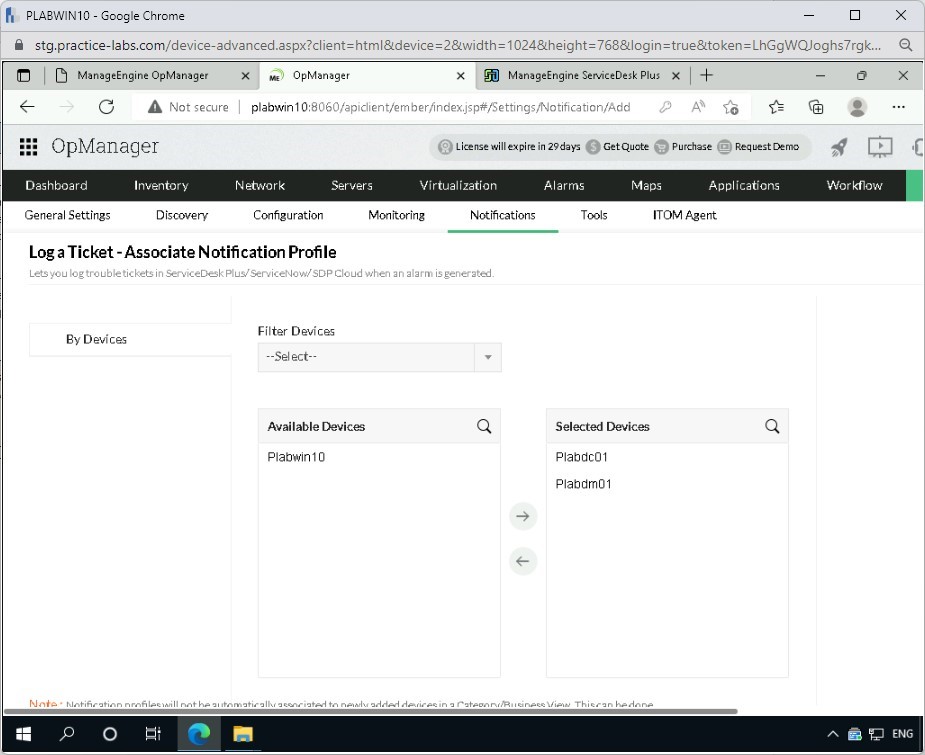 PLABWIN10 - Google Chrome
stg.practice-labs.com/device-advanced.aspx?client=html&device=2&width=1024&height=768&login=true&token=LhGgWQJoghs7rgk...
ManageEngine OpManager
OpManager
ManageEngine ServiceDesk Plus
Not secure
plabwin10:8060/apiclient/ember/index.jsp#/Settings/Notification/Add
OpManager
License will expire in 29 days
Get Quote
Purchase
Request Demo
Dashboard Inventory Network Servers Virtualization Alarms Maps Applications Workflow
General Settings Discovery Configuration Monitoring Notifications Tools ITOM Agent
Log a Ticket - Associate Notification Profile
Lets you log trouble tickets in ServiceDesk Plus/ServiceNow/SDP Cloud when an alarm is generated.
By Devices
Filter Devices
--Select--
Available Devices
Plabwin10
Selected Devices
Plabdc01
Plabdm01
Note : Notification profiles will not be automatically associated to newly added devices in a Category/Business View. This can be done
ENG